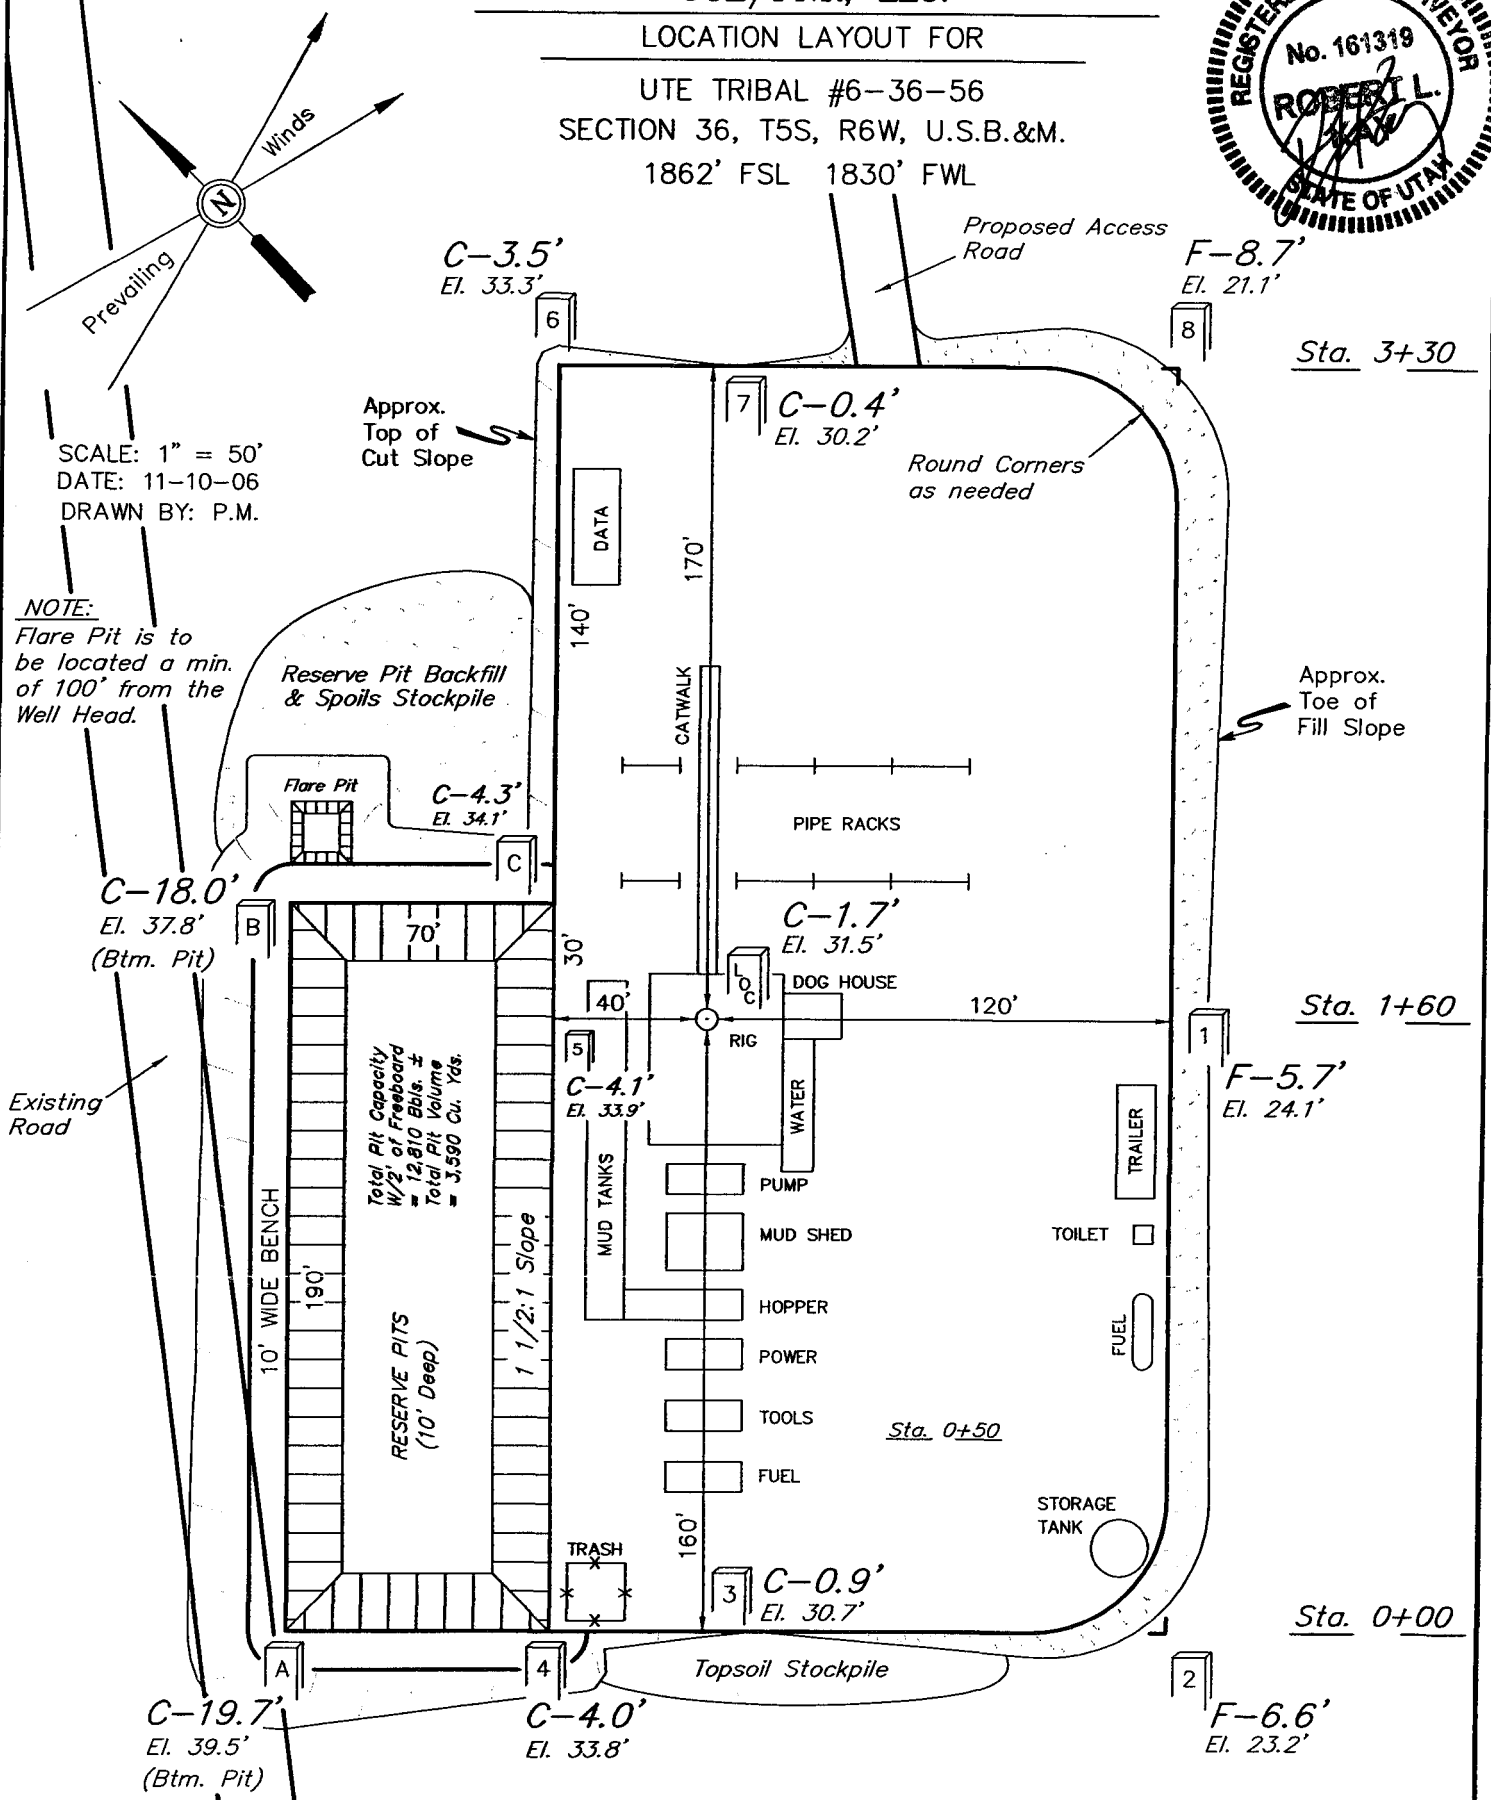 LOCATION LAYOUT FOR
UTE TRIBAL #6-36-56
SECTION 36, T5S, R6W, U.S.B.&M.
1862' FSL 1830' FWL
No. 161319
ROBERT L.
STATE OF UTAH
N
Winds
Prevailing
SCALE: 1" = 50'
DATE: 11-10-06
DRAWN BY: P.M.
NOTE:
Flare Pit is to
be located a min.
of 100' from the
Well Head.
C-3.5'
El. 33.3'
6
Proposed Access
Road
F-8.7'
El. 21.1'
8
Sta. 3+30
Approx.
Top of
Cut Slope
7
C-0.4'
El. 30.2'
Round Corners
as needed
DATA
170'
140'
Reserve Pit Backfill
& Spoils Stockpile
CATWALK
Approx.
Toe of
Fill Slope
Flare Pit
C-4.3'
El. 34.1'
C
PIPE RACKS
C-18.0'
El. 37.8'
(Btm. Pit)
B
70'
30'
C-1.7'
El. 31.5'
LOC
DOG HOUSE
40'
120'
Sta. 1+60
RIG
5
1
C-4.1'
El. 33.9'
F-5.7'
El. 24.1'
Existing
Road
Total Pit Capacity
W/2' of Freeboard
= 12,810 Bbls. ±
Total Pit Volume
= 3,590 Cu. Yds.
WATER
TRAILER
MUD TANKS
PUMP
MUD SHED
TOILET
10' WIDE BENCH
190'
1 1/2:1 Slope
HOPPER
FUEL
RESERVE PITS
(10' Deep)
POWER
TOOLS
Sta. 0+50
FUEL
STORAGE
TANK
160'
TRASH
3
C-0.9'
El. 30.7'
Sta. 0+00
A
4
Topsoil Stockpile
2
C-19.7'
El. 39.5'
(Btm. Pit)
C-4.0'
El. 33.8'
F-6.6'
El. 23.2'